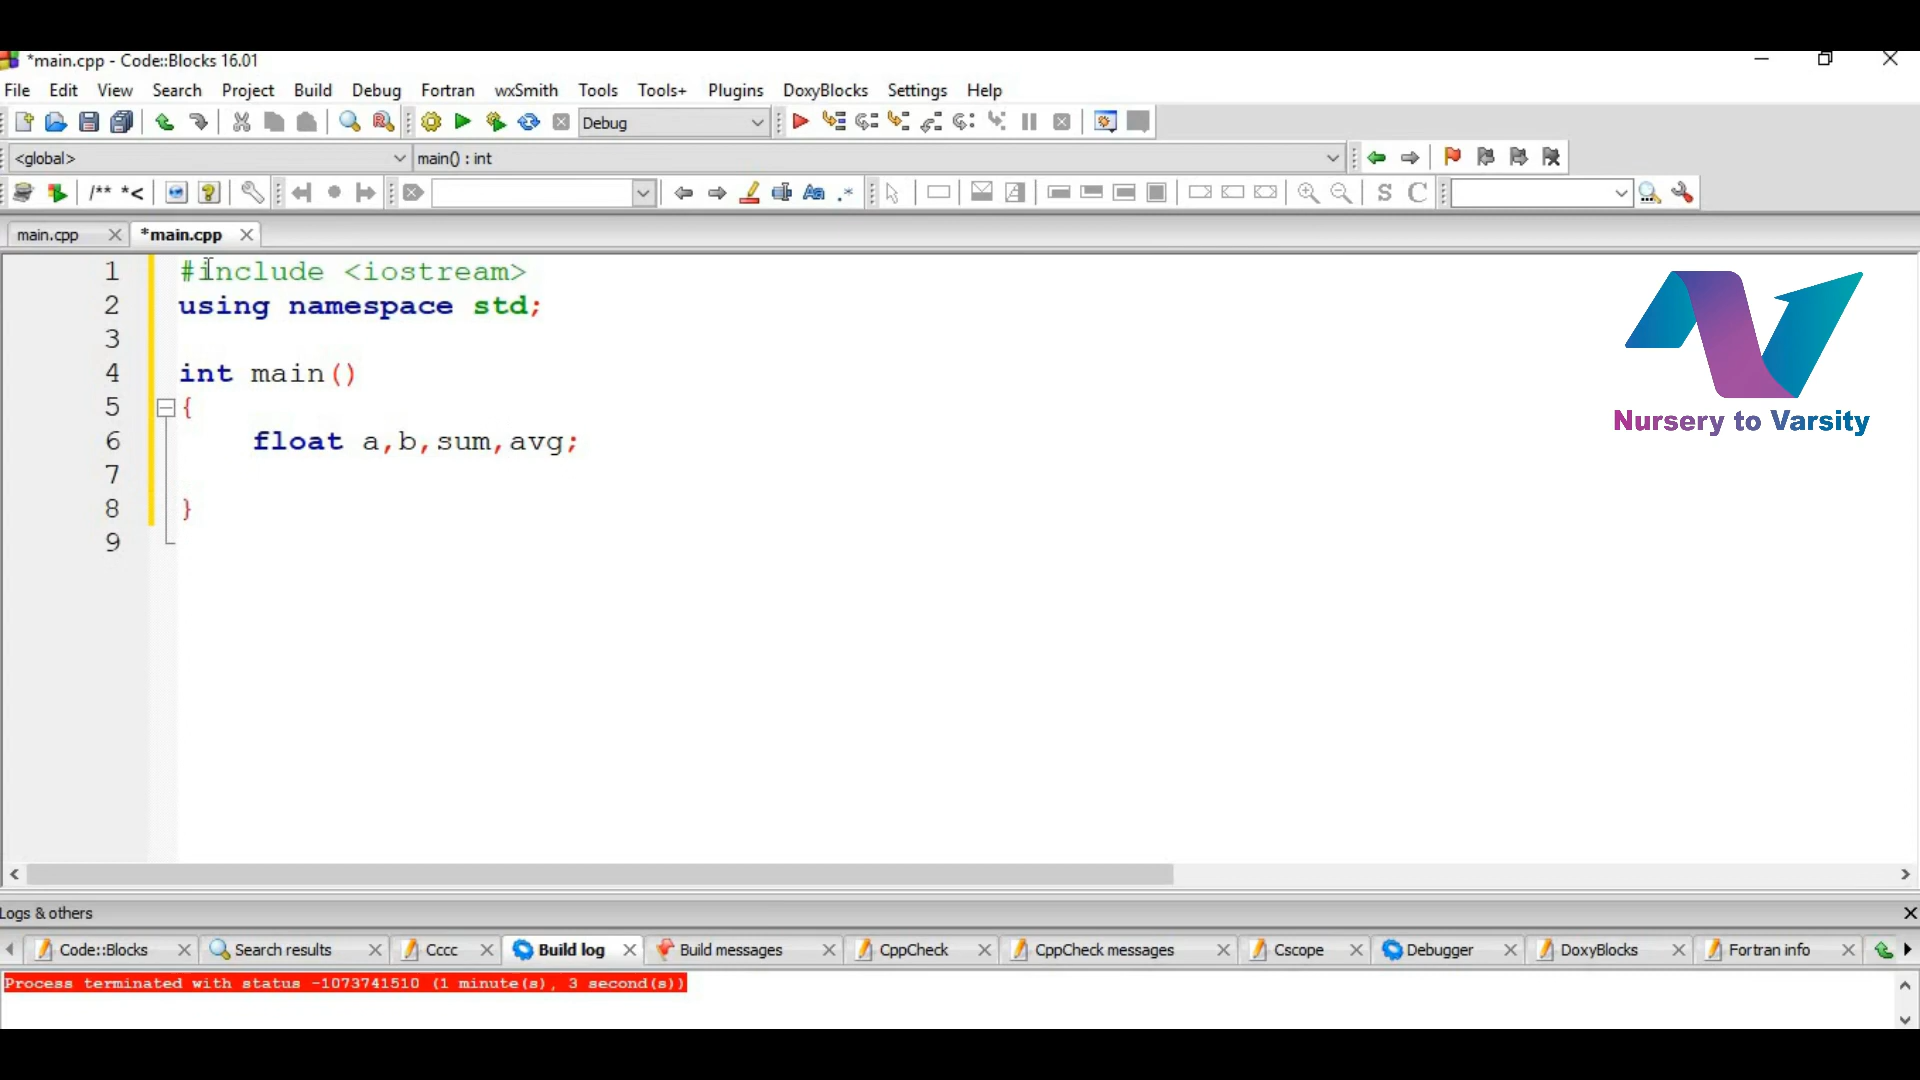 *main.cpp - Code::Blocks 16.01
File Edit View Search Project Build Debug Fortran wxSmith Tools Tools+ Plugins DoxyBlocks Settings Help
Debug
<global> main() : int
/** *<
Aa .* S C
main.cpp *main.cpp
1 #include <iostream>
2 using namespace std;
3
4 int main()
5 {
6 float a,b,sum,avg;
7
8 }
9
Nursery to Varsity
Logs & others
Code::Blocks Search results Cccc Build log Build messages CppCheck CppCheck messages Cscope Debugger DoxyBlocks Fortran info
Process terminated with status -1073741510 (1 minute(s), 3 second(s))